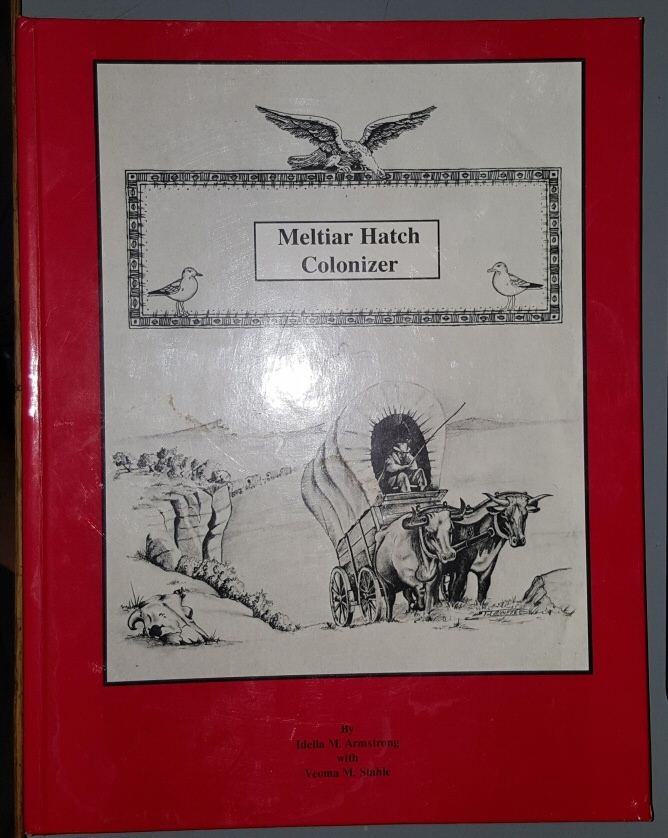 Meltiar Hatch
Colonizer
By
Idella M. Armstrong
with
Veoma M. Stahle